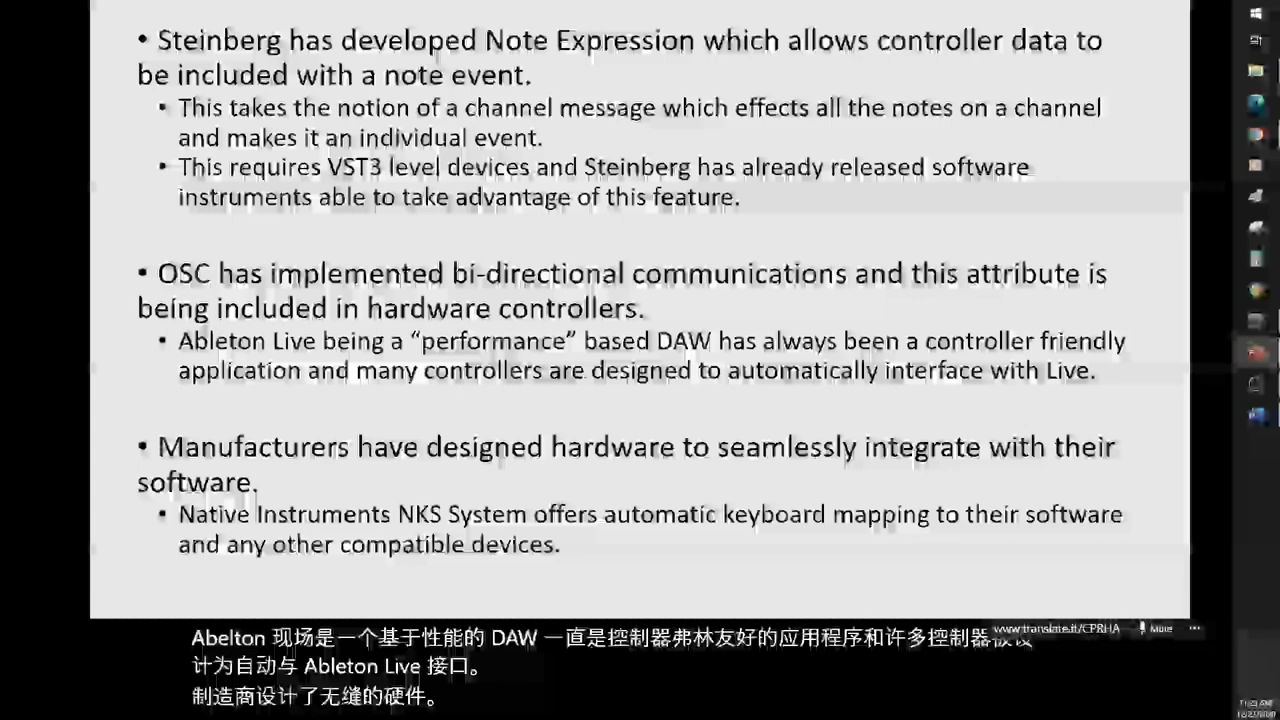 • Steinberg has developed Note Expression which allows controller data to
be included with a note event.
• This takes the notion of a channel message which effects all the notes on a channel
and makes it an individual event.
• This requires VST3 level devices and Steinberg has already released software
instruments able to take advantage of this feature.
• OSC has implemented bi-directional communications and this attribute is
being included in hardware controllers.
• Ableton Live being a “performance” based DAW has always been a controller friendly
application and many controllers are designed to automatically interface with Live.
• Manufacturers have designed hardware to seamlessly integrate with their
software.
• Native Instruments NKS System offers automatic keyboard mapping to their software
and any other compatible devices.
www.translate.it/CPRHA More
Abelton 现场是一个基于性能的 DAW 一直是控制器弗林友好的应用程序和许多控制器被设
计为自动与 Ableton Live 接口。
制造商设计了无缝的硬件。